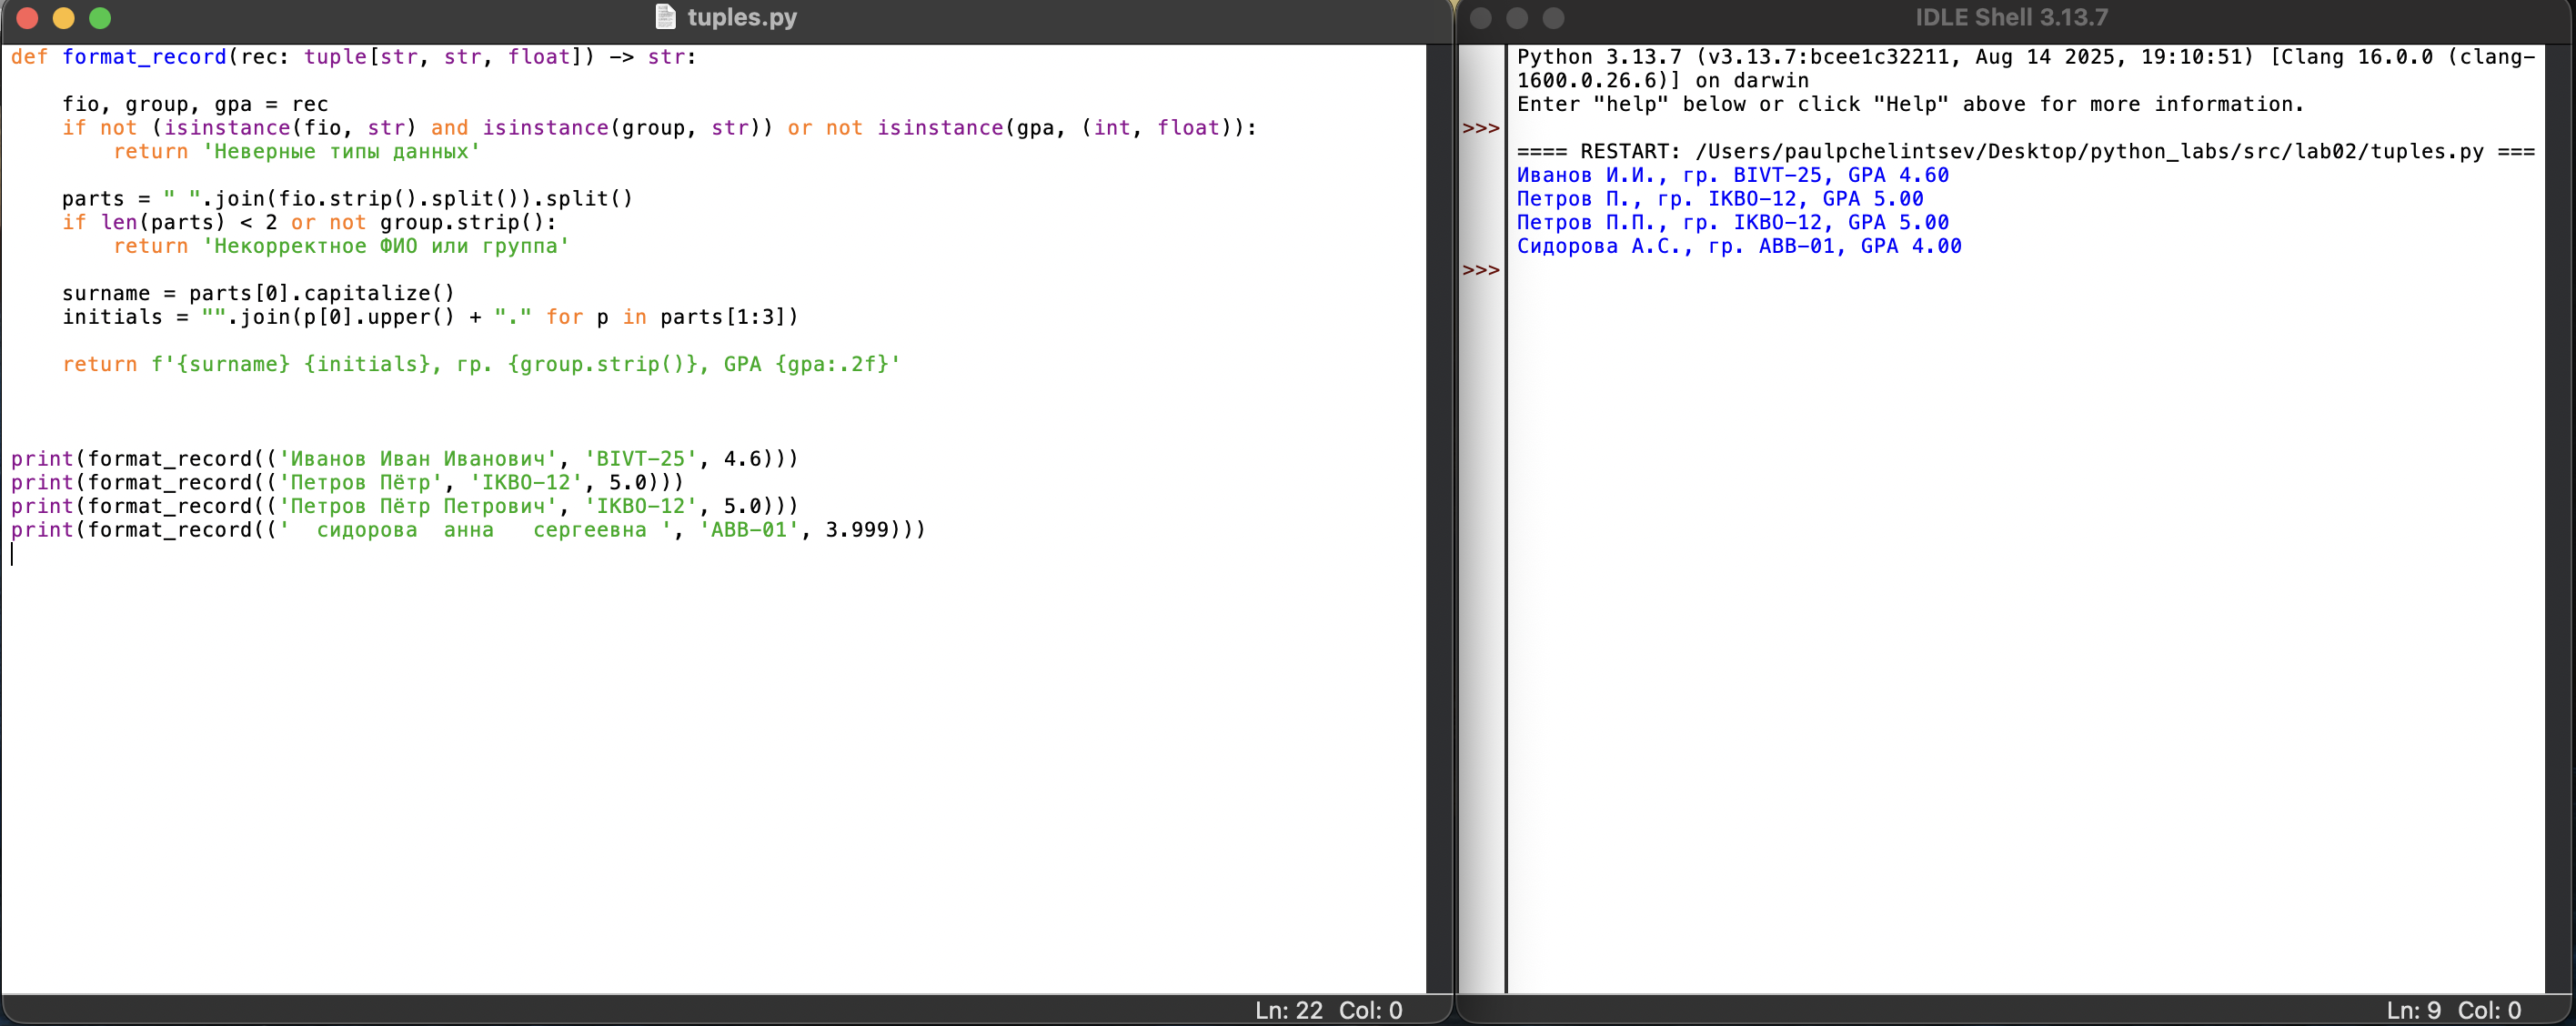 tuples.py
def format_record(rec: tuple[str, str, float]) -> str:
    fio, group, gpa = rec
    if not (isinstance(fio, str) and isinstance(group, str)) or not isinstance(gpa, (int, float)):
        return 'Неверные типы данных'
    parts = " ".join(fio.strip().split()).split()
    if len(parts) < 2 or not group.strip():
        return 'Некорректное ФИО или группа'
    surname = parts[0].capitalize()
    initials = "".join(p[0].upper() + "." for p in parts[1:3])
    return f'{surname} {initials}, гр. {group.strip()}, GPA {gpa:.2f}'
print(format_record(('Иванов Иван Иванович', 'BIVT-25', 4.6)))
print(format_record(('Петров Пётр', 'IKBO-12', 5.0)))
print(format_record(('Петров Пётр Петрович', 'IKBO-12', 5.0)))
print(format_record(('  сидорова  анна   сергеевна ', 'ABB-01', 3.999)))
Ln: 22 Col: 0
IDLE Shell 3.13.7
Python 3.13.7 (v3.13.7:bcee1c32211, Aug 14 2025, 19:10:51) [Clang 16.0.0 (clang-
1600.0.26.6)] on darwin
Enter "help" below or click "Help" above for more information.
>>>
==== RESTART: /Users/paulpchelintsev/Desktop/python_labs/src/lab02/tuples.py ===
Иванов И.И., гр. BIVT-25, GPA 4.60
Петров П., гр. IKBO-12, GPA 5.00
Петров П.П., гр. IKBO-12, GPA 5.00
Сидорова А.С., гр. ABB-01, GPA 4.00
>>>
Ln: 9 Col: 0